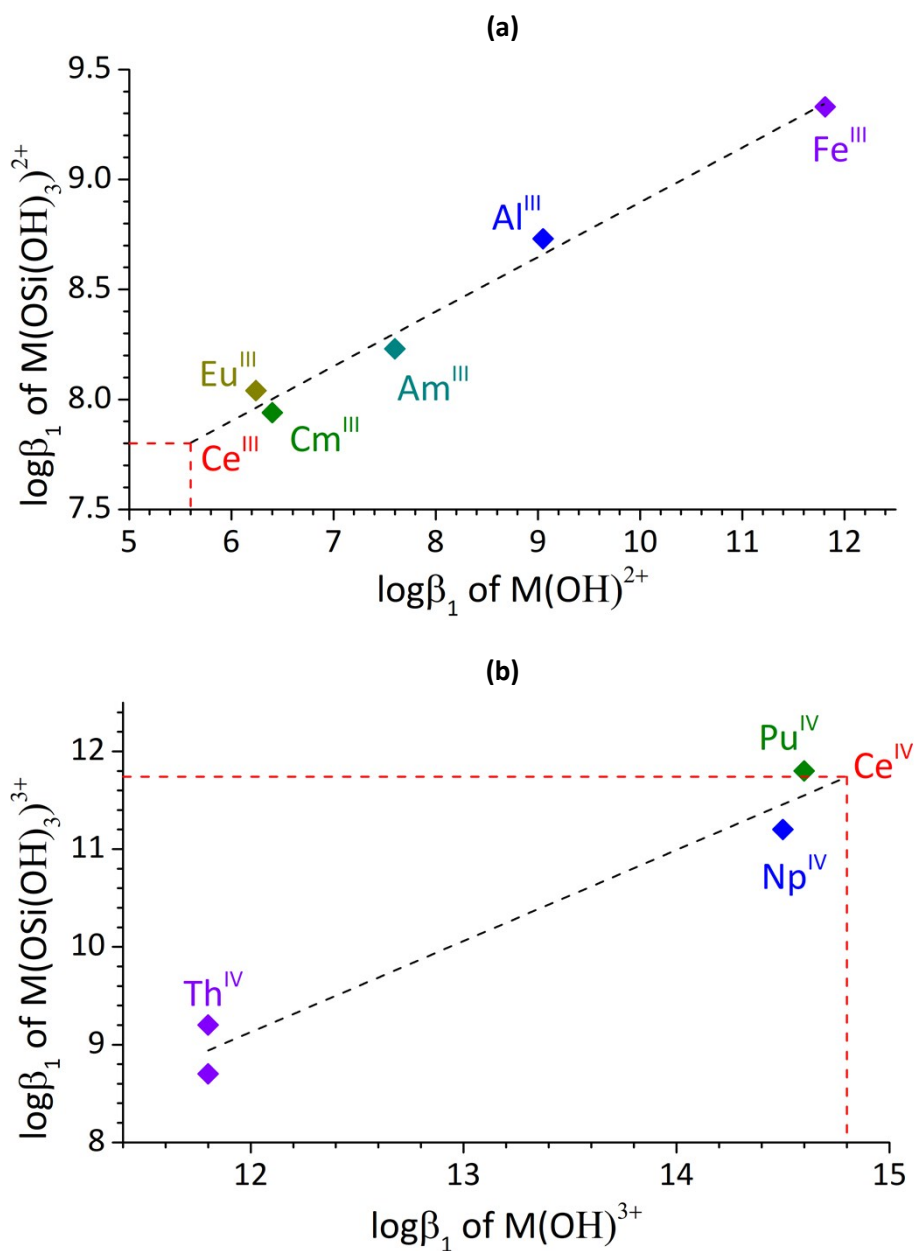 (a)
logβ₁ of M(OSi(OH)₃)²⁺
9.5
9.0
8.5
8.0
7.5
Fe^III
Al^III
Am^III
Eu^III
Cm^III
Ce^III
5 6 7 8 9 10 11 12
logβ₁ of M(OH)²⁺
(b)
logβ₁ of M(OSi(OH)₃)³⁺
12
11
10
9
8
Pu^IV
Ce^IV
Np^IV
Th^IV
12 13 14 15
logβ₁ of M(OH)³⁺